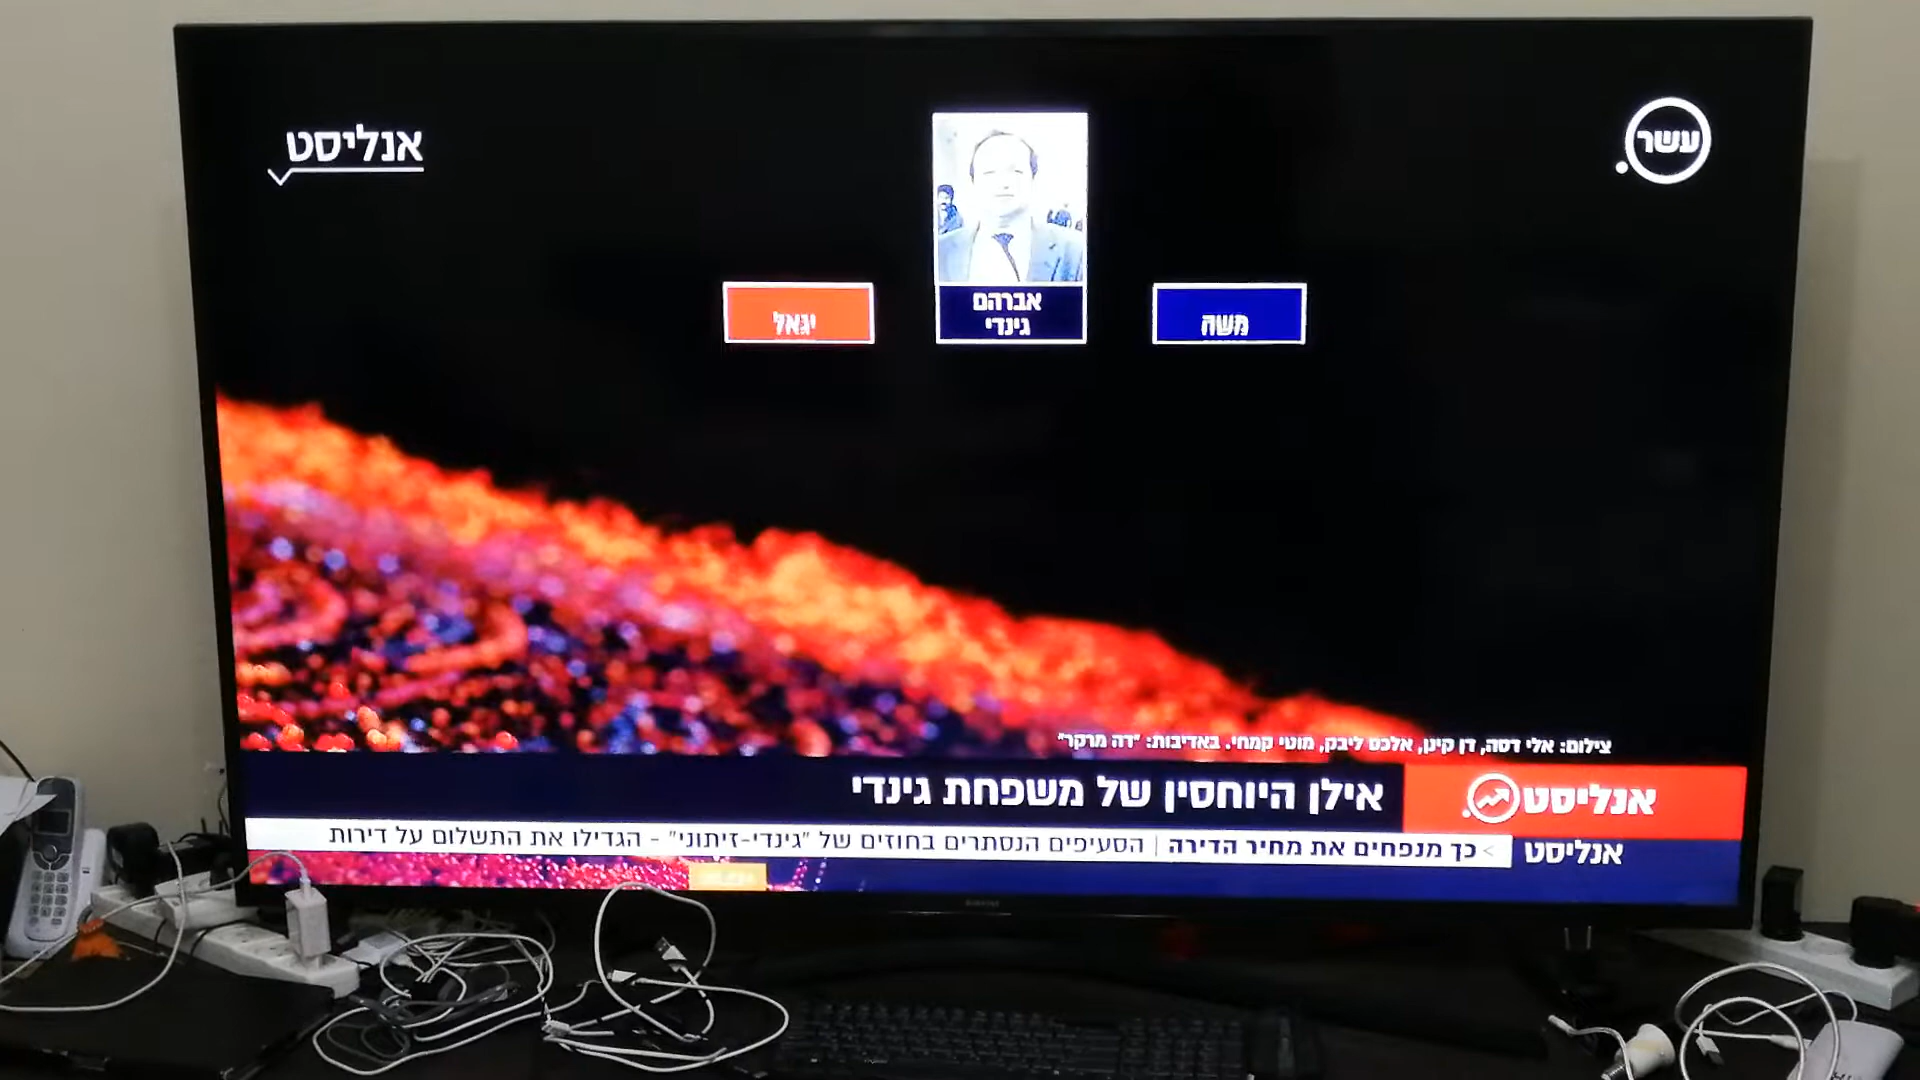 אנליסט
עשר
אברהם
גינדי
משה
יגאל
צילום: אלי דסה, דן קינן, אלכס ליבק, מוטי קמחי. באדיבות: "דה מרקר"
אנליסט
אילן היוחסין של משפחת גינדי
אנליסט
> כך מנפחים את מחיר הדירה | הסעיפים הנסתרים בחוזים של "גינדי-זיתוני" - הגדילו את התשלום על דירות